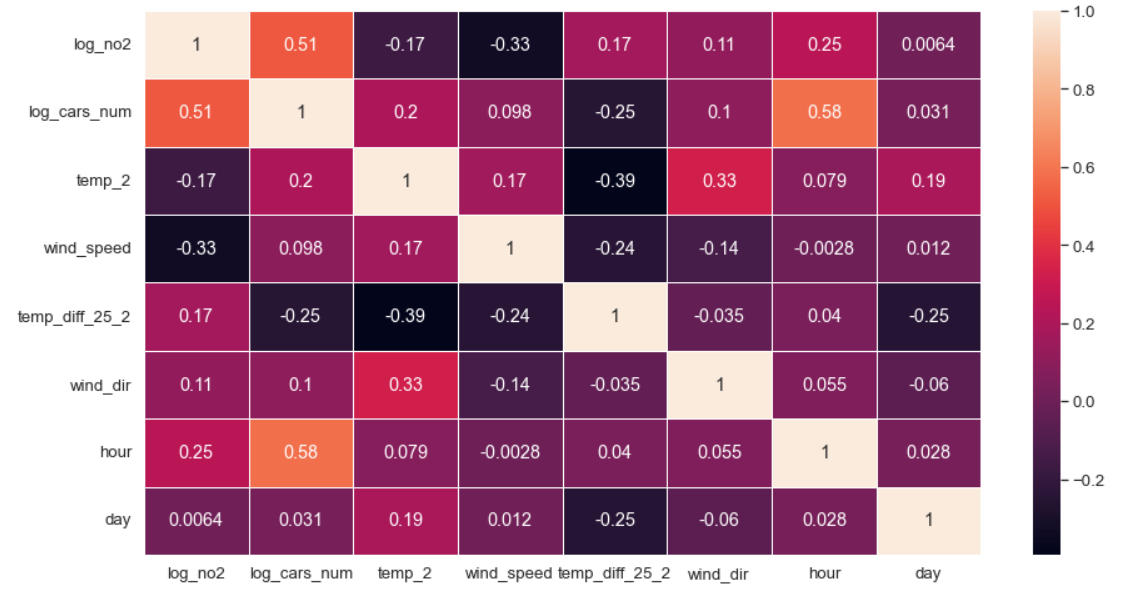 log_no2 1 0.51 -0.17 -0.33 0.17 0.11 0.25 0.0064
log_cars_num 0.51 1 0.2 0.098 -0.25 0.1 0.58 0.031
temp_2 -0.17 0.2 1 0.17 -0.39 0.33 0.079 0.19
wind_speed -0.33 0.098 0.17 1 -0.24 -0.14 -0.0028 0.012
temp_diff_25_2 0.17 -0.25 -0.39 -0.24 1 -0.035 0.04 -0.25
wind_dir 0.11 0.1 0.33 -0.14 -0.035 1 0.055 -0.06
hour 0.25 0.58 0.079 -0.0028 0.04 0.055 1 0.028
day 0.0064 0.031 0.19 0.012 -0.25 -0.06 0.028 1
log_no2 log_cars_num temp_2 wind_speed temp_diff_25_2 wind_dir hour day
1.0
0.8
0.6
0.4
0.2
0.0
−0.2